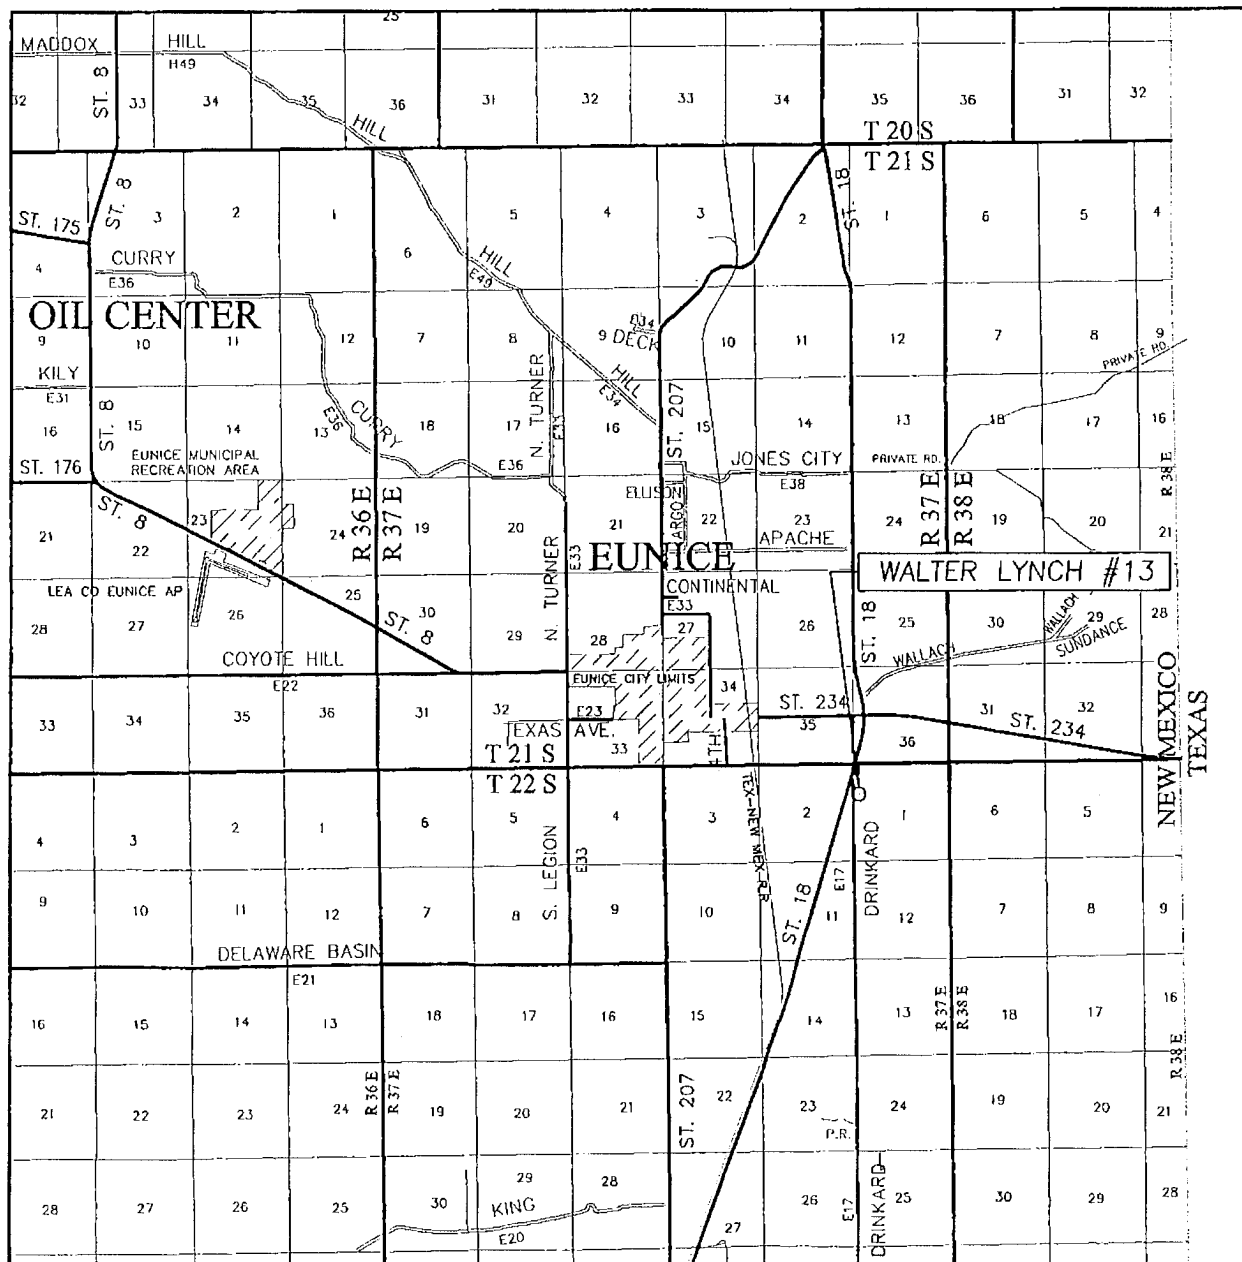 25
MADDOX HILL
H49
ST. 8
32 33 34 35 36 31 32 33 34 35 36 31 32
HILL
T 20 S
T 21 S
ST. 8
ST. 18
3 2 1 5 4 3 2 1 6 5 4
ST. 175
6
CURRY
HILL
4
E36
E49
OIL CENTER
E34
DECK
9 10 11 12 7 8 9 10 11 12 7 8 9
PRIVATE RD.
KILY
E31
N. TURNER
HILL
E34
ST. 207
CURRY
E36
E33
16 15 14 13 18 17 16 15 14 13 18 17 16
ST. 8
EUNICE MUNICIPAL
RECREATION AREA
ST. 176
E36
JONES CITY
E38
PRIVATE RD.
R 38 E
R 36 E
R 37 E
R 37 E
R 38 E
ELLISON
ARGO
ST. 8
21 22 23 24 19 20 21 22 23 24 19 20 21
APACHE
EUNICE
E33
WALTER LYNCH #13
CONTINENTAL
E33
LEA CO EUNICE AP
N. TURNER
28 27 26 25 30 29 28 27 26 25 30 29 28
ST. 8
ST. 18
WALLACH
WALLACH
SUNDANCE
COYOTE HILL
E22
EUNICE CITY LIMITS
34
33 34 35 36 31 32 33 35 36 31 32
E23
TEXAS AVE.
ST. 234
ST. 234
4TH.
T 21 S
T 22 S
NEW MEXICO
TEXAS
TEX-NEW MEX R.R
4 3 2 1 6 5 4 3 2 1 6 5
S. LEGION
E33
E17
DRINKARD
9 10 11 12 7 8 9 10 11 12 7 8 9
ST. 18
DELAWARE BASIN
E21
R 37 E
R 38 E
16 15 14 13 18 17 16 15 14 13 18 17 16
R 38 E
R 36 E
R 37 E
ST. 207
21 22 23 24 19 20 21 22 23 24 19 20 21
P.R.
28 27 26 25 30 29 28 27 26 25 30 29 28
KING
E20
E17
DRINKARD